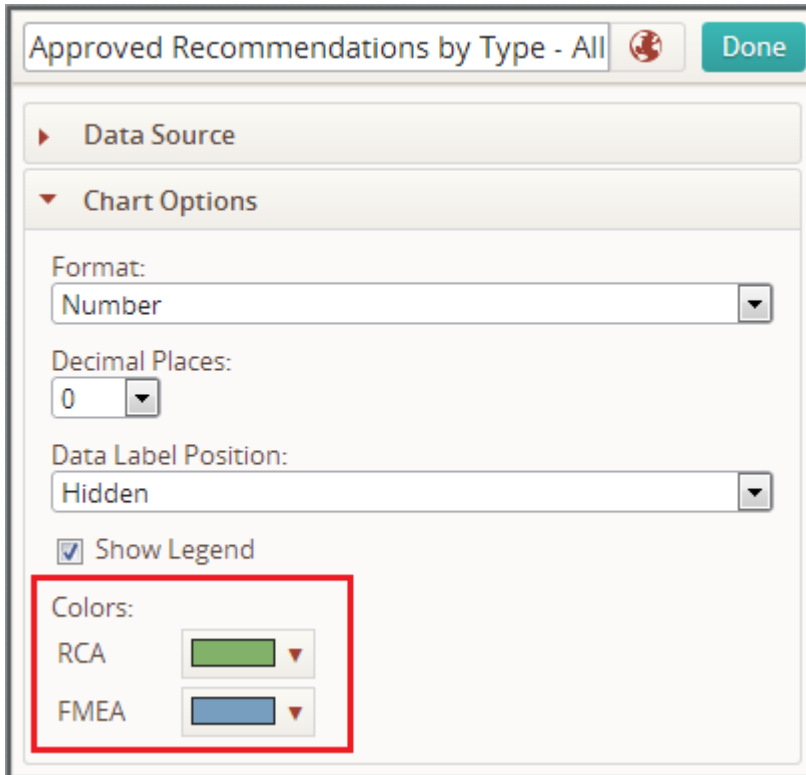 Approved Recommendations by Type - All
Done
Data Source
Chart Options
Format:
Number
Decimal Places:
0
Data Label Position:
Hidden
Show Legend
Colors:
RCA
FMEA